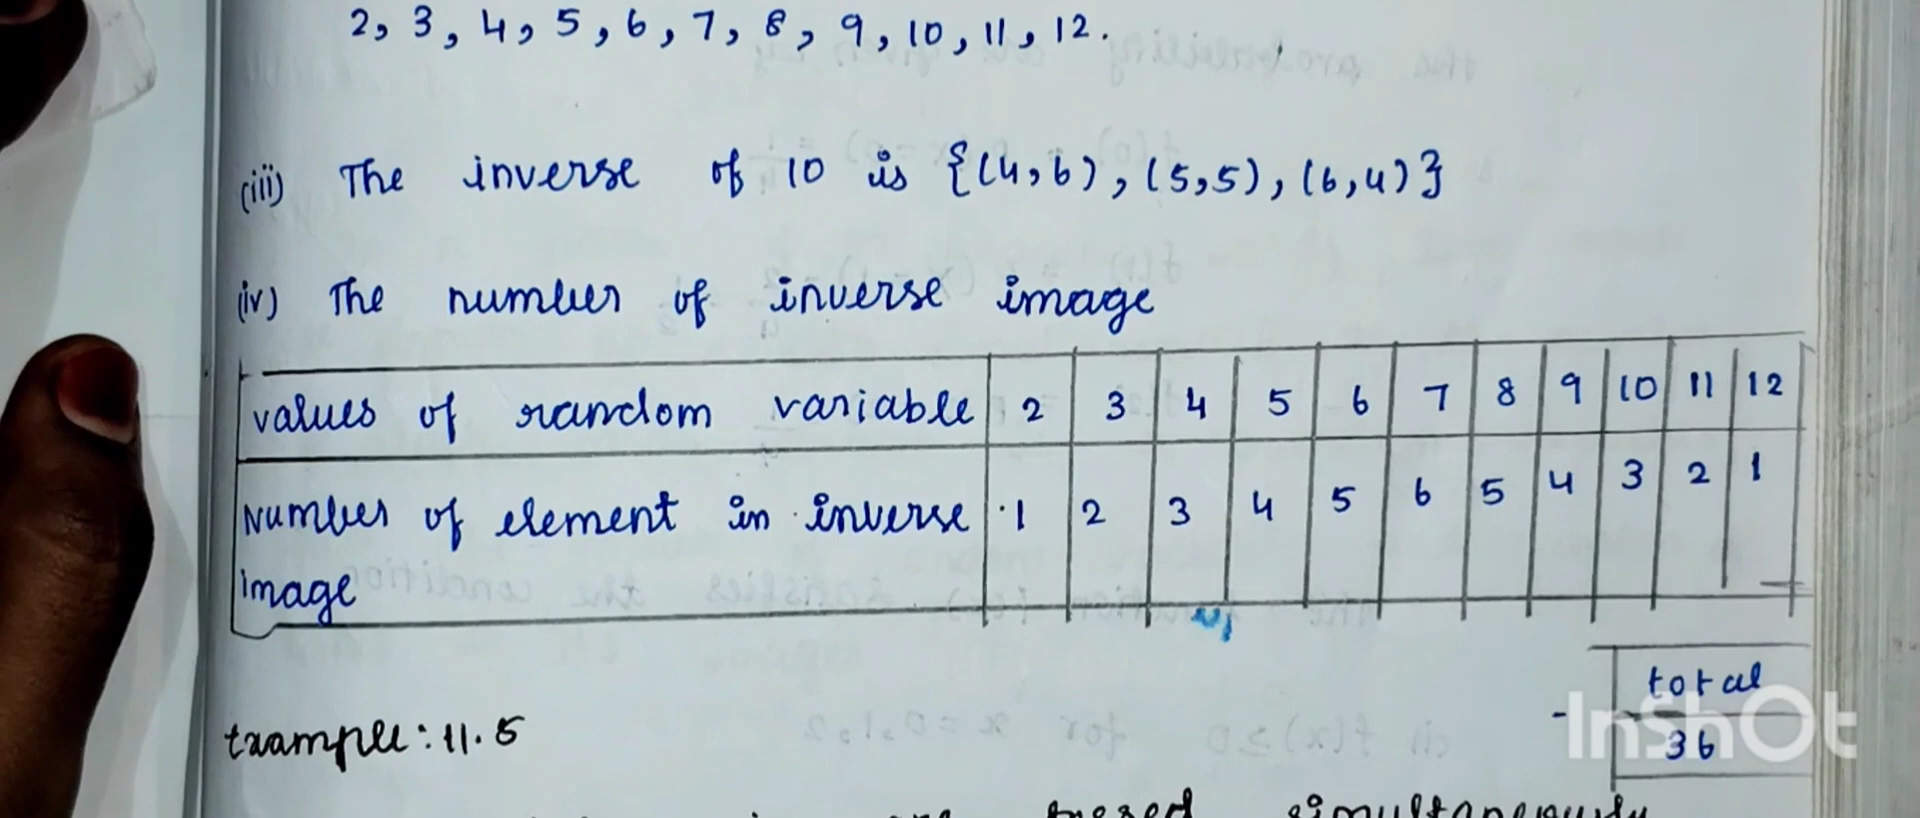 2, 3, 4, 5, 6, 7, 8, 9, 10, 11, 12.
(iii) The inverse of 10 is {(4,6), (5,5), (6,4)}
(iv) The number of inverse image
values of random variable 2 3 4 5 6 7 8 9 10 11 12
Number of element in inverse 1 2 3 4 5 6 5 4 3 2 1
image
total
36
Example: 11.5
simultaneously
InShOt